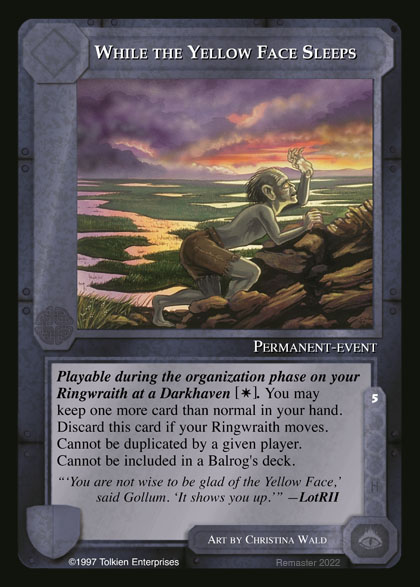 While the Yellow Face Sleeps
Permanent-event
Playable during the organization phase on your
Ringwraith at a Darkhaven [✶]. You may
keep one more card than normal in your hand.
Discard this card if your Ringwraith moves.
Cannot be duplicated by a given player.
Cannot be included in a Balrog's deck.
5
“‘You are not wise to be glad of the Yellow Face,’
said Gollum. ‘It shows you up.’” –LotRII
H
Art by Christina Wald
©1997 Tolkien Enterprises
Remaster 2022